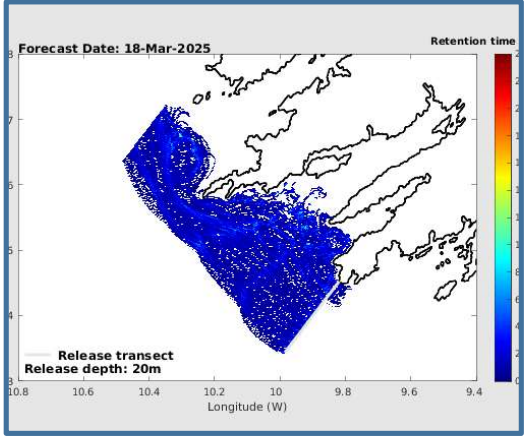 Forecast Date: 18-Mar-2025
Retention time
Release transect
Release depth: 20m
10.8 10.6 10.4 10.2 10 9.8 9.6 9.4
Longitude (W)